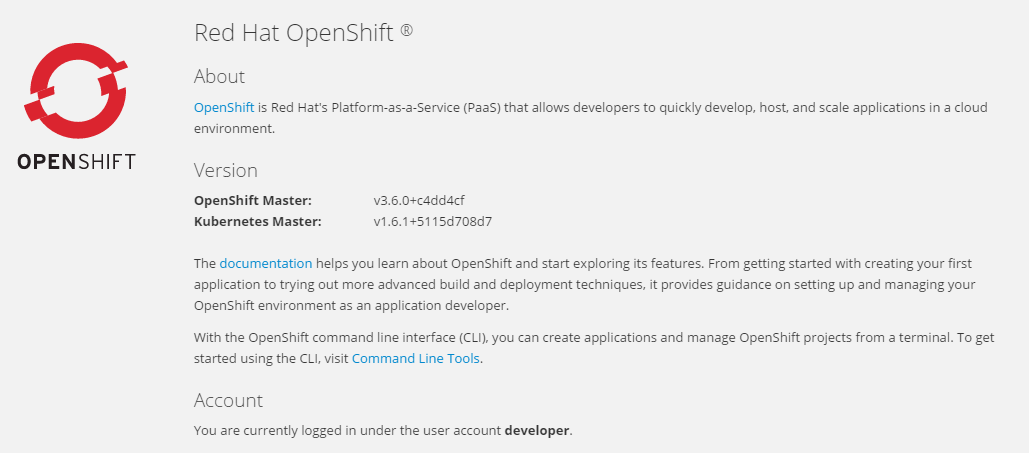 Red Hat OpenShift ®
OPENSHIFT
About
OpenShift is Red Hat's Platform-as-a-Service (PaaS) that allows developers to quickly develop, host, and scale applications in a cloud
environment.
Version
OpenShift Master: v3.6.0+c4dd4cf
Kubernetes Master: v1.6.1+5115d708d7
The documentation helps you learn about OpenShift and start exploring its features. From getting started with creating your first
application to trying out more advanced build and deployment techniques, it provides guidance on setting up and managing your
OpenShift environment as an application developer.
With the OpenShift command line interface (CLI), you can create applications and manage OpenShift projects from a terminal. To get
started using the CLI, visit Command Line Tools.
Account
You are currently logged in under the user account developer.